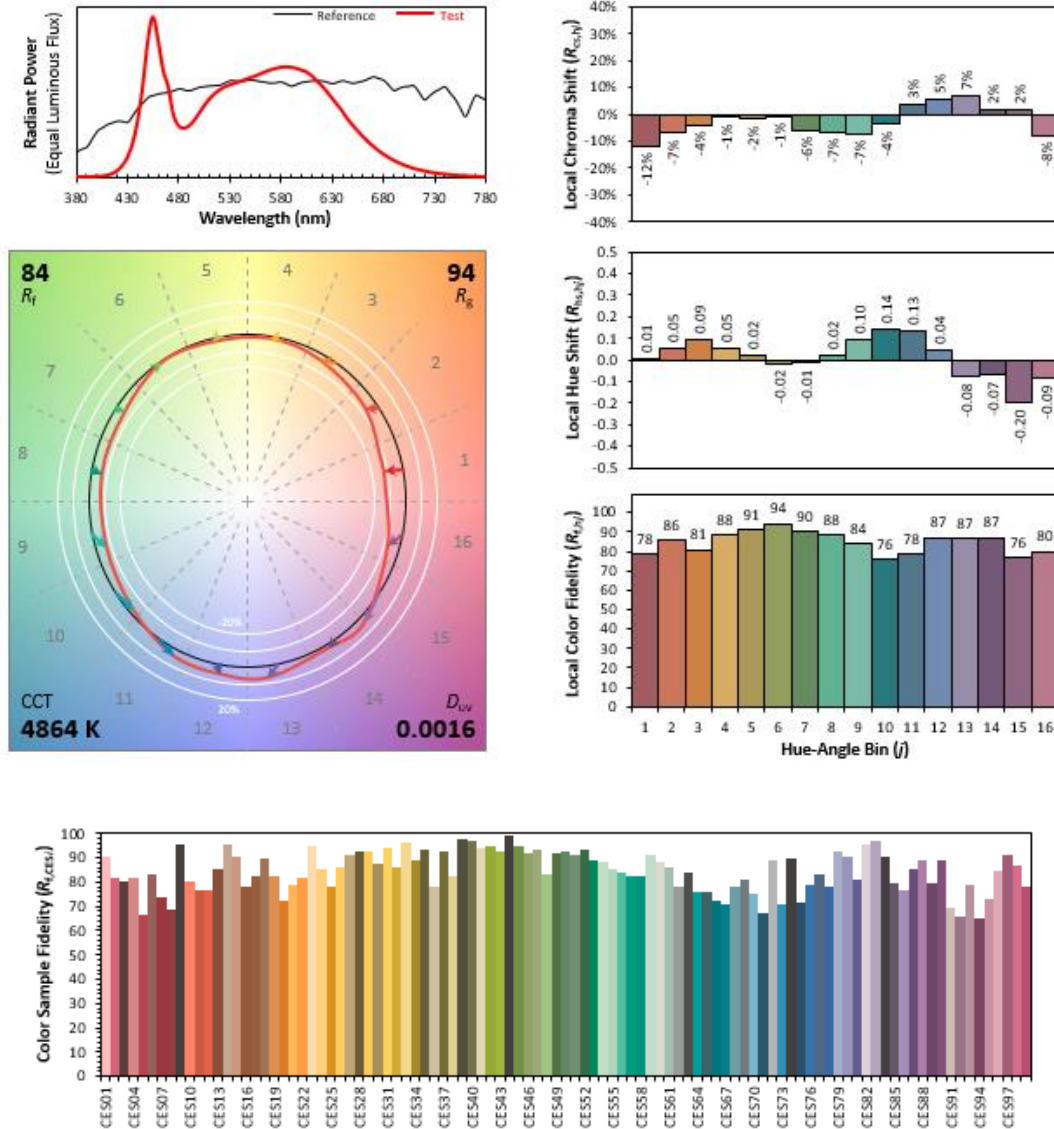 Reference
Test
Radiant Power
(Equal Luminous Flux)
380 430 480 530 580 630 680 730 780
Wavelength (nm)
84
Rf
94
Rg
5 4
6 3
7 2
8 1
9 16
10 15
11 14
12 13
-20%
20%
CCT
4864 K
Duv
0.0016
Local Chroma Shift (Rcs,hj)
40%
30%
20%
10%
0%
-10%
-20%
-30%
-40%
-12% -7% -4% -1% -2% -1% -6% -7% -7% -4% 3% 5% 7% 2% 2% -8%
Local Hue Shift (Rhs,hj)
0.5
0.4
0.3
0.2
0.1
0.0
-0.1
-0.2
-0.3
-0.4
-0.5
0.01 0.05 0.09 0.05 0.02 -0.02 -0.01 0.02 0.10 0.14 0.13 0.04 -0.08 -0.07 -0.20 -0.09
Local Color Fidelity (Rf,hj)
100
90
80
70
60
50
40
30
20
10
0
78 86 81 88 91 94 90 88 84 76 78 87 87 87 76 80
1 2 3 4 5 6 7 8 9 10 11 12 13 14 15 16
Hue-Angle Bin (j)
Color Sample Fidelity (Rf,CESi)
100
90
80
70
60
50
40
30
20
10
0
CES01 CES04 CES07 CES10 CES13 CES16 CES19 CES22 CES25 CES28 CES31 CES34 CES37 CES40 CES43 CES46 CES49 CES52 CES55 CES58 CES61 CES64 CES67 CES70 CES73 CES76 CES79 CES82 CES85 CES88 CES91 CES94 CES97